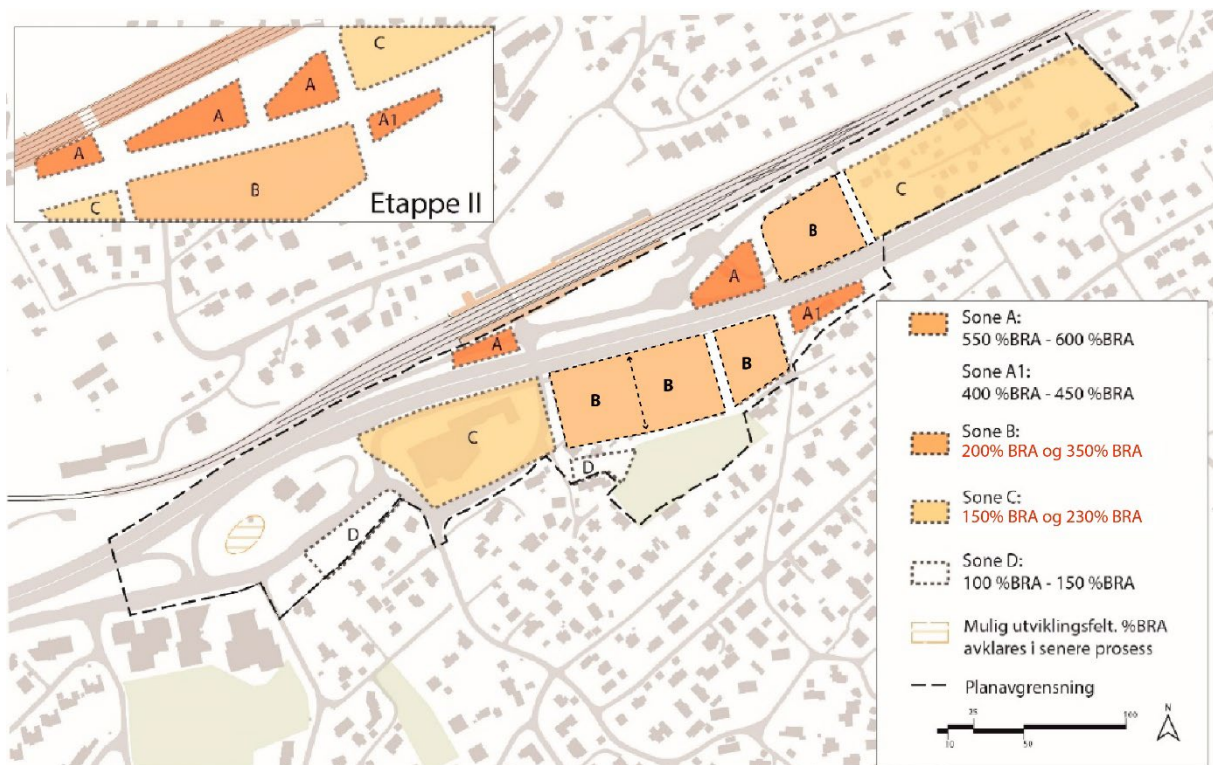 C
A
A
A1
A
B
C
Etappe II
C
B
A
A1
A
B
B
B
C
D
D
Sone A:
550 %BRA - 600 %BRA
Sone A1:
400 %BRA - 450 %BRA
Sone B:
200% BRA og 350% BRA
Sone C:
150% BRA og 230% BRA
Sone D:
100 %BRA - 150 %BRA
Mulig utviklingsfelt. %BRA
avklares i senere prosess
Planavgrensning
25
100
10
50
N